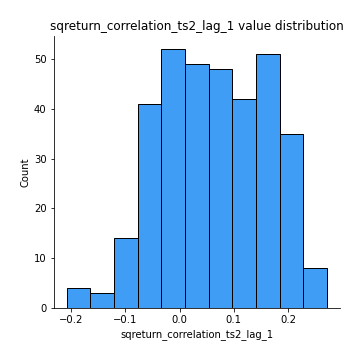 sqreturn_correlation_ts2_lag_1 value distribution
50
40
30
20
10
0
Count
−0.2 −0.1 0.0 0.1 0.2
sqreturn_correlation_ts2_lag_1